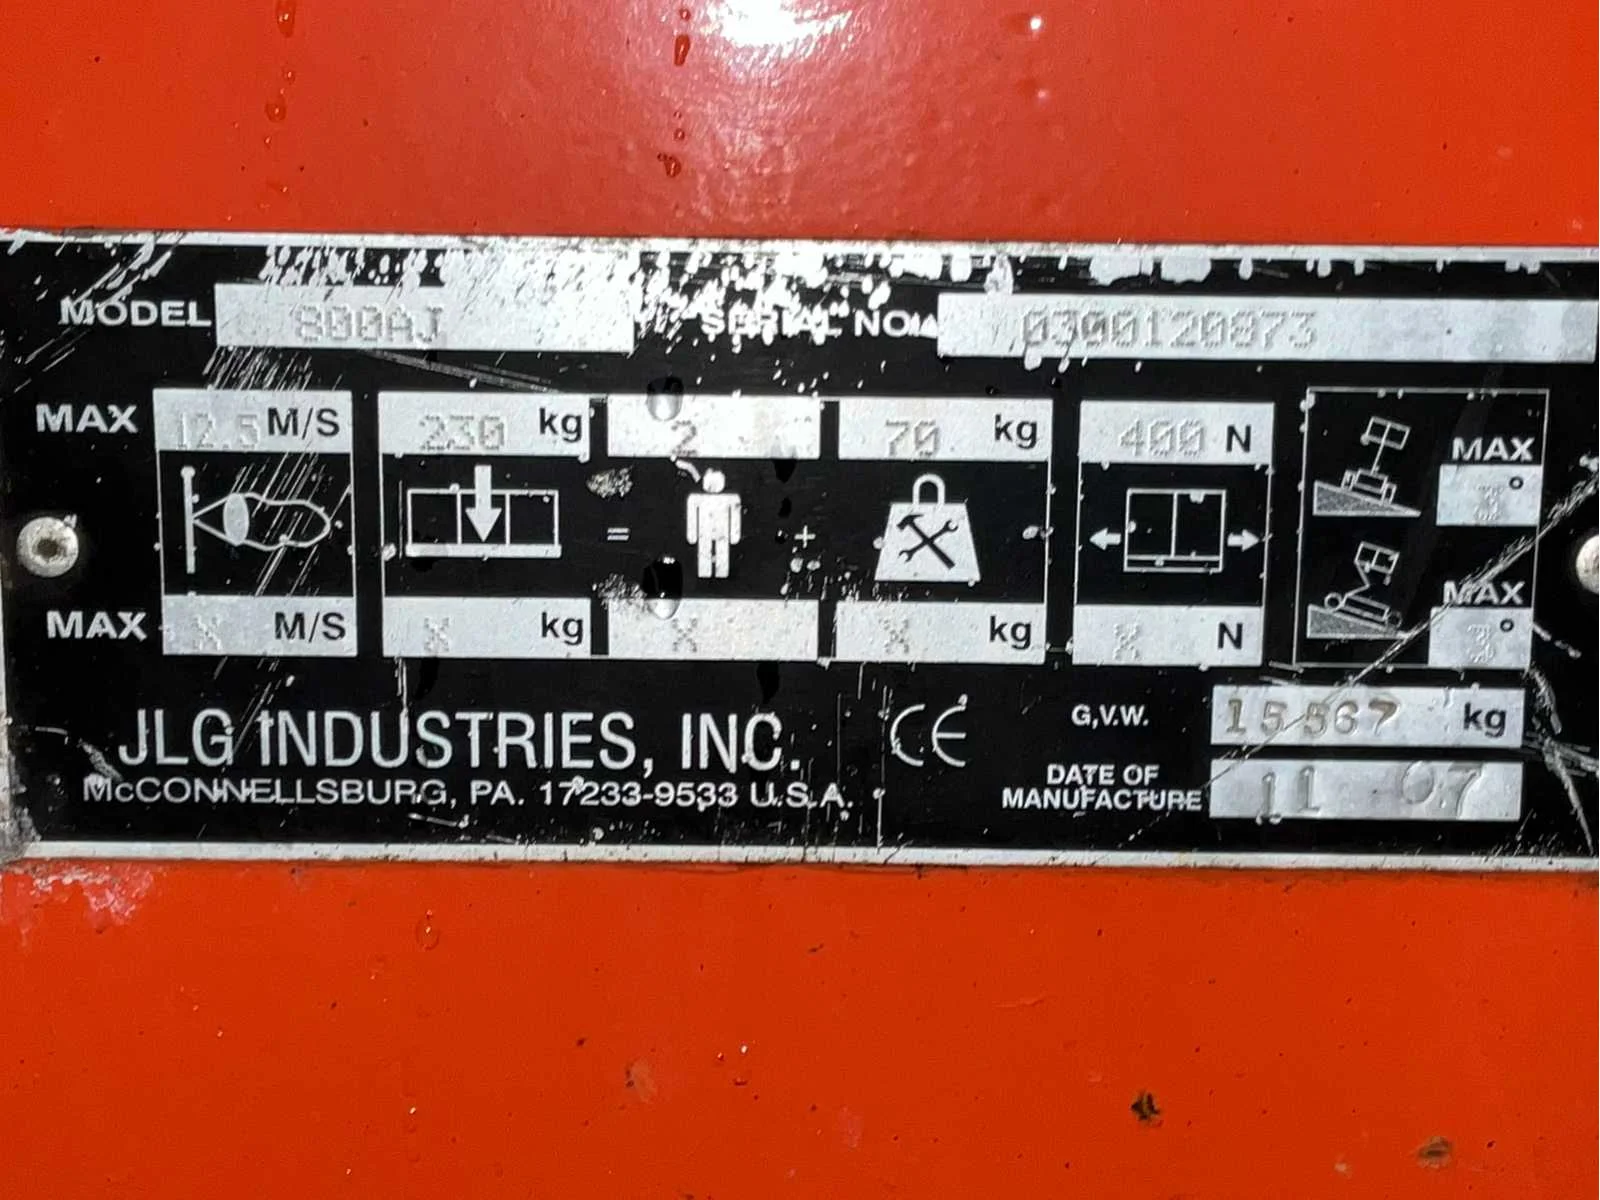 MODEL 800AJ SERIAL NO. 0300120873
MAX 12.5 M/S 230 kg 2 70 kg 400 N
MAX °
= +
MAX °
MAX X M/S X kg X X kg X N
JLG INDUSTRIES, INC. CE G.V.W. 15567 kg
McCONNELLSBURG, PA. 17233-9533 U.S.A. DATE OF MANUFACTURE 11 07